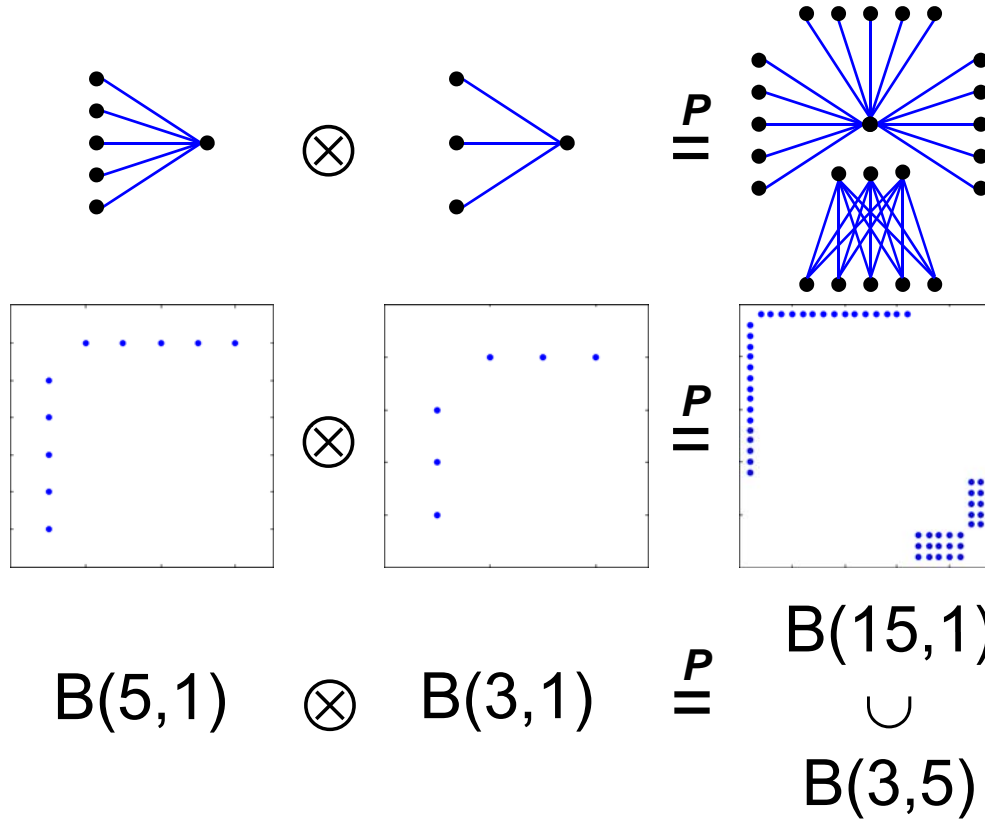 ⊗ P =
⊗ P =
B(5,1) ⊗ B(3,1) P = B(15,1)
∪
B(3,5)